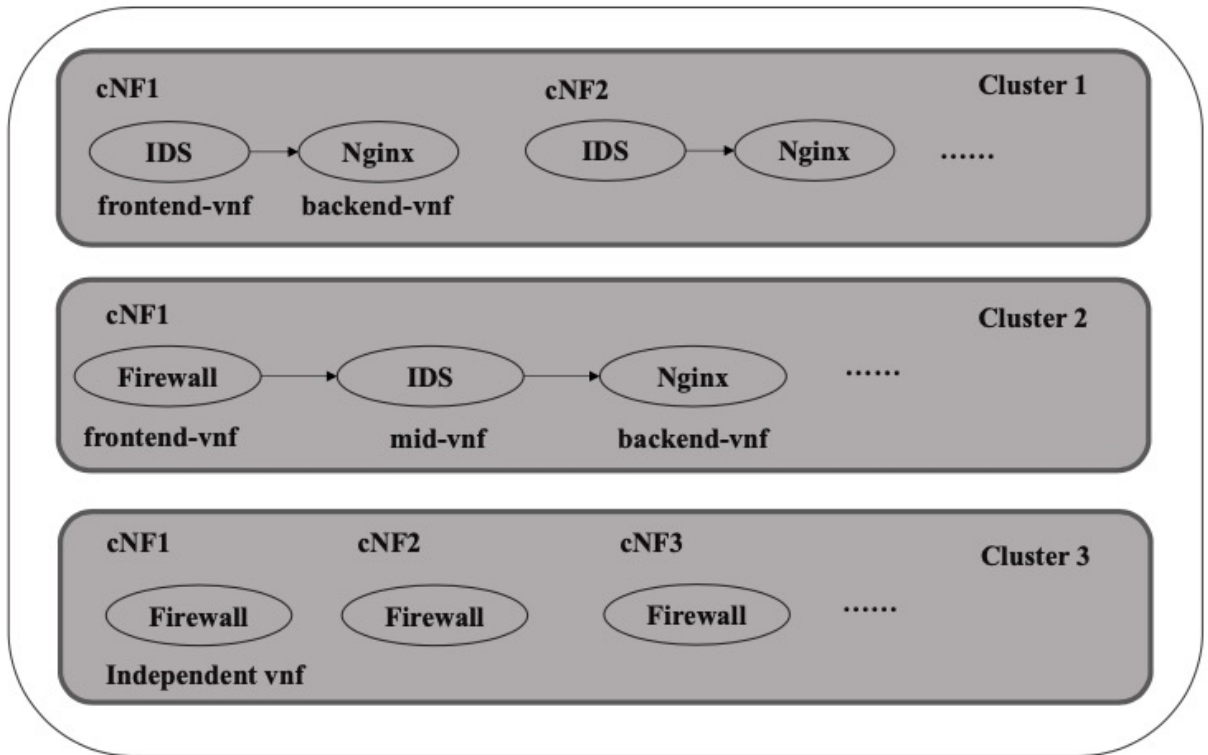 cNF1 cNF2 Cluster 1
IDS Nginx IDS Nginx ......
frontend-vnf backend-vnf
cNF1 Cluster 2
Firewall IDS Nginx ......
frontend-vnf mid-vnf backend-vnf
cNF1 cNF2 cNF3 Cluster 3
Firewall Firewall Firewall ......
Independent vnf